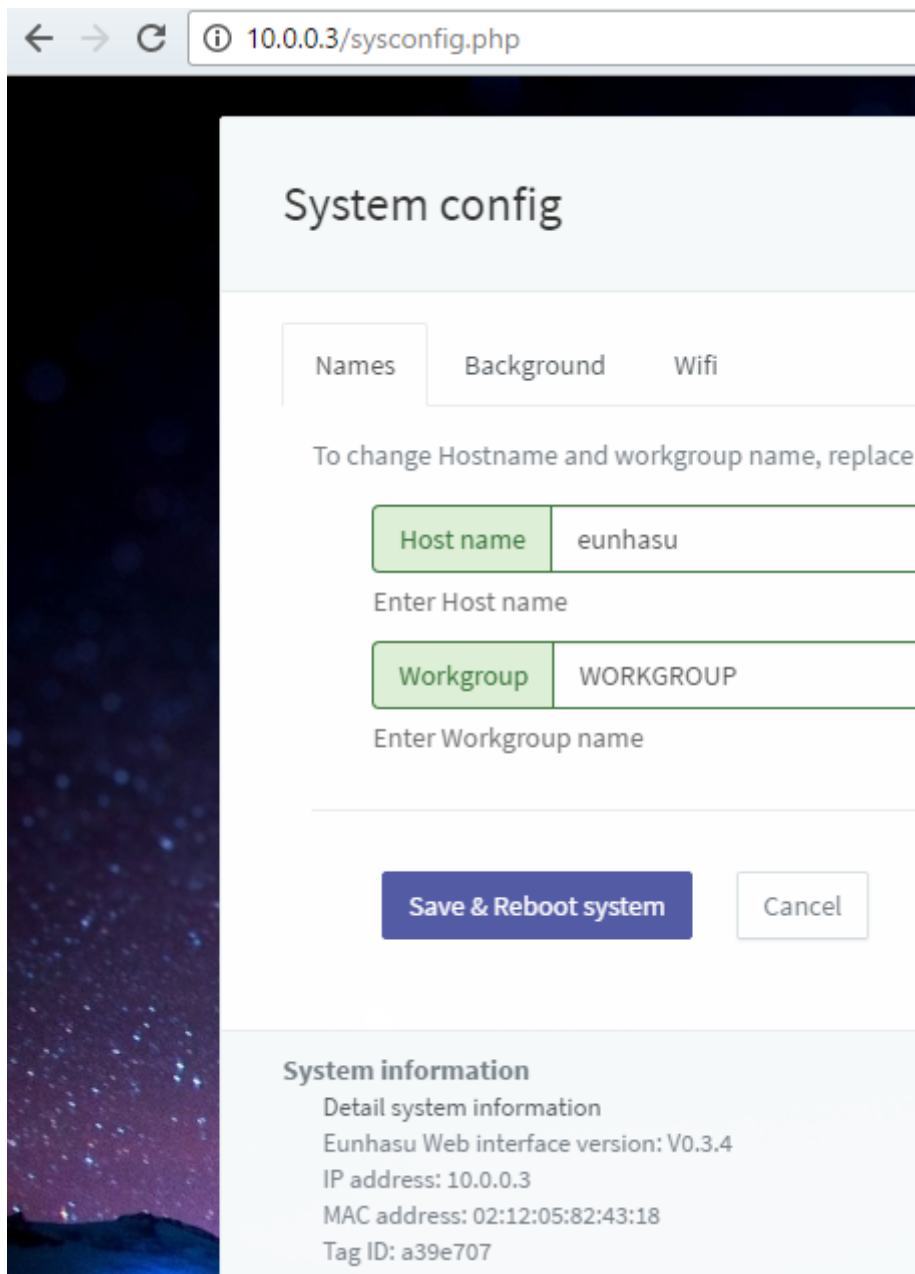 10.0.0.3/sysconfig.php
System config
Names Background Wifi
To change Hostname and workgroup name, replace
Host name eunhasu
Enter Host name
Workgroup WORKGROUP
Enter Workgroup name
Save & Reboot system Cancel
System information
Detail system information
Eunhasu Web interface version: V0.3.4
IP address: 10.0.0.3
MAC address: 02:12:05:82:43:18
Tag ID: a39e707